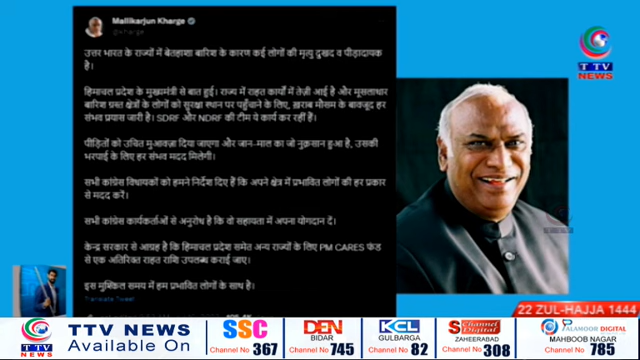 Mallikarjun Kharge
@kharge
उत्तर भारत के राज्यों में बेतहाशा बारिश के कारण कई लोगों की मृत्यु दुखद व पीड़ादायक
है।
हिमाचल प्रदेश के मुख्यमंत्री से बात हुई। राज्य में राहत कार्यो में तेज़ी आई है और मूसलाधार
बारिश ग्रस्त क्षेत्रों के लोगों को सुरक्षा स्थान पर पहुँचाने के लिए, ख़राब मौसम के बावजूद हर
संभव प्रयास जारी है। SDRF और NDRF की टीम ये कार्य कर रहीं हैं।
पीड़ितों को उचित मुआवज़ा दिया जाएगा और जान-माल का जो नुक़सान हुआ है, उसकी
भरपाई के लिए हर संभव मदद मिलेगी।
सभी कांग्रेस विधायकों को हमने निर्देश दिए हैं कि अपने क्षेत्र में प्रभावित लोगों की हर प्रकार
से मदद करें।
सभी कांग्रेस कार्यकर्ताओं से अनुरोध है कि वो सहायता में अपना योगदान दें।
केन्द्र सरकार से आग्रह है कि हिमाचल प्रदेश समेत अन्य राज्यों के लिए PM CARES फंड
से एक अतिरिक्त राहत राशि उपलब्ध कराई जाए।
इस मुश्किल समय में हम प्रभावित लोगों के साथ है।
Translate Tweet
T TV
NEWS
22 ZUL-HAJJA 1444
TTV
NEWS
TTV NEWS
Available On
SSC
Channel No 367
DEN
BIDAR
Channel No 745
KCL
GULBARGA
Channel No 82
S Channel Digital
ZAHEERABAD
Channel No 308
PALAMOOR DIGITAL
MAHBOOB NAGAR
Channel No 785